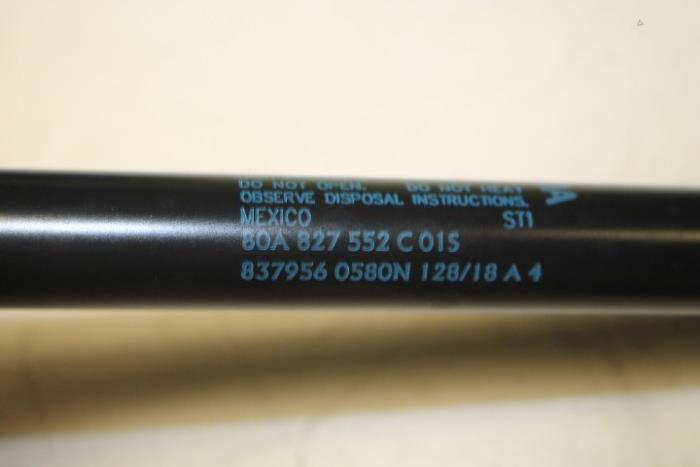 DO NOT OPEN. DO NOT HEAT
OBSERVE DISPOSAL INSTRUCTIONS.
MEXICO ST1
80A 827 552 C 01S
837956 0580N 128/18 A 4